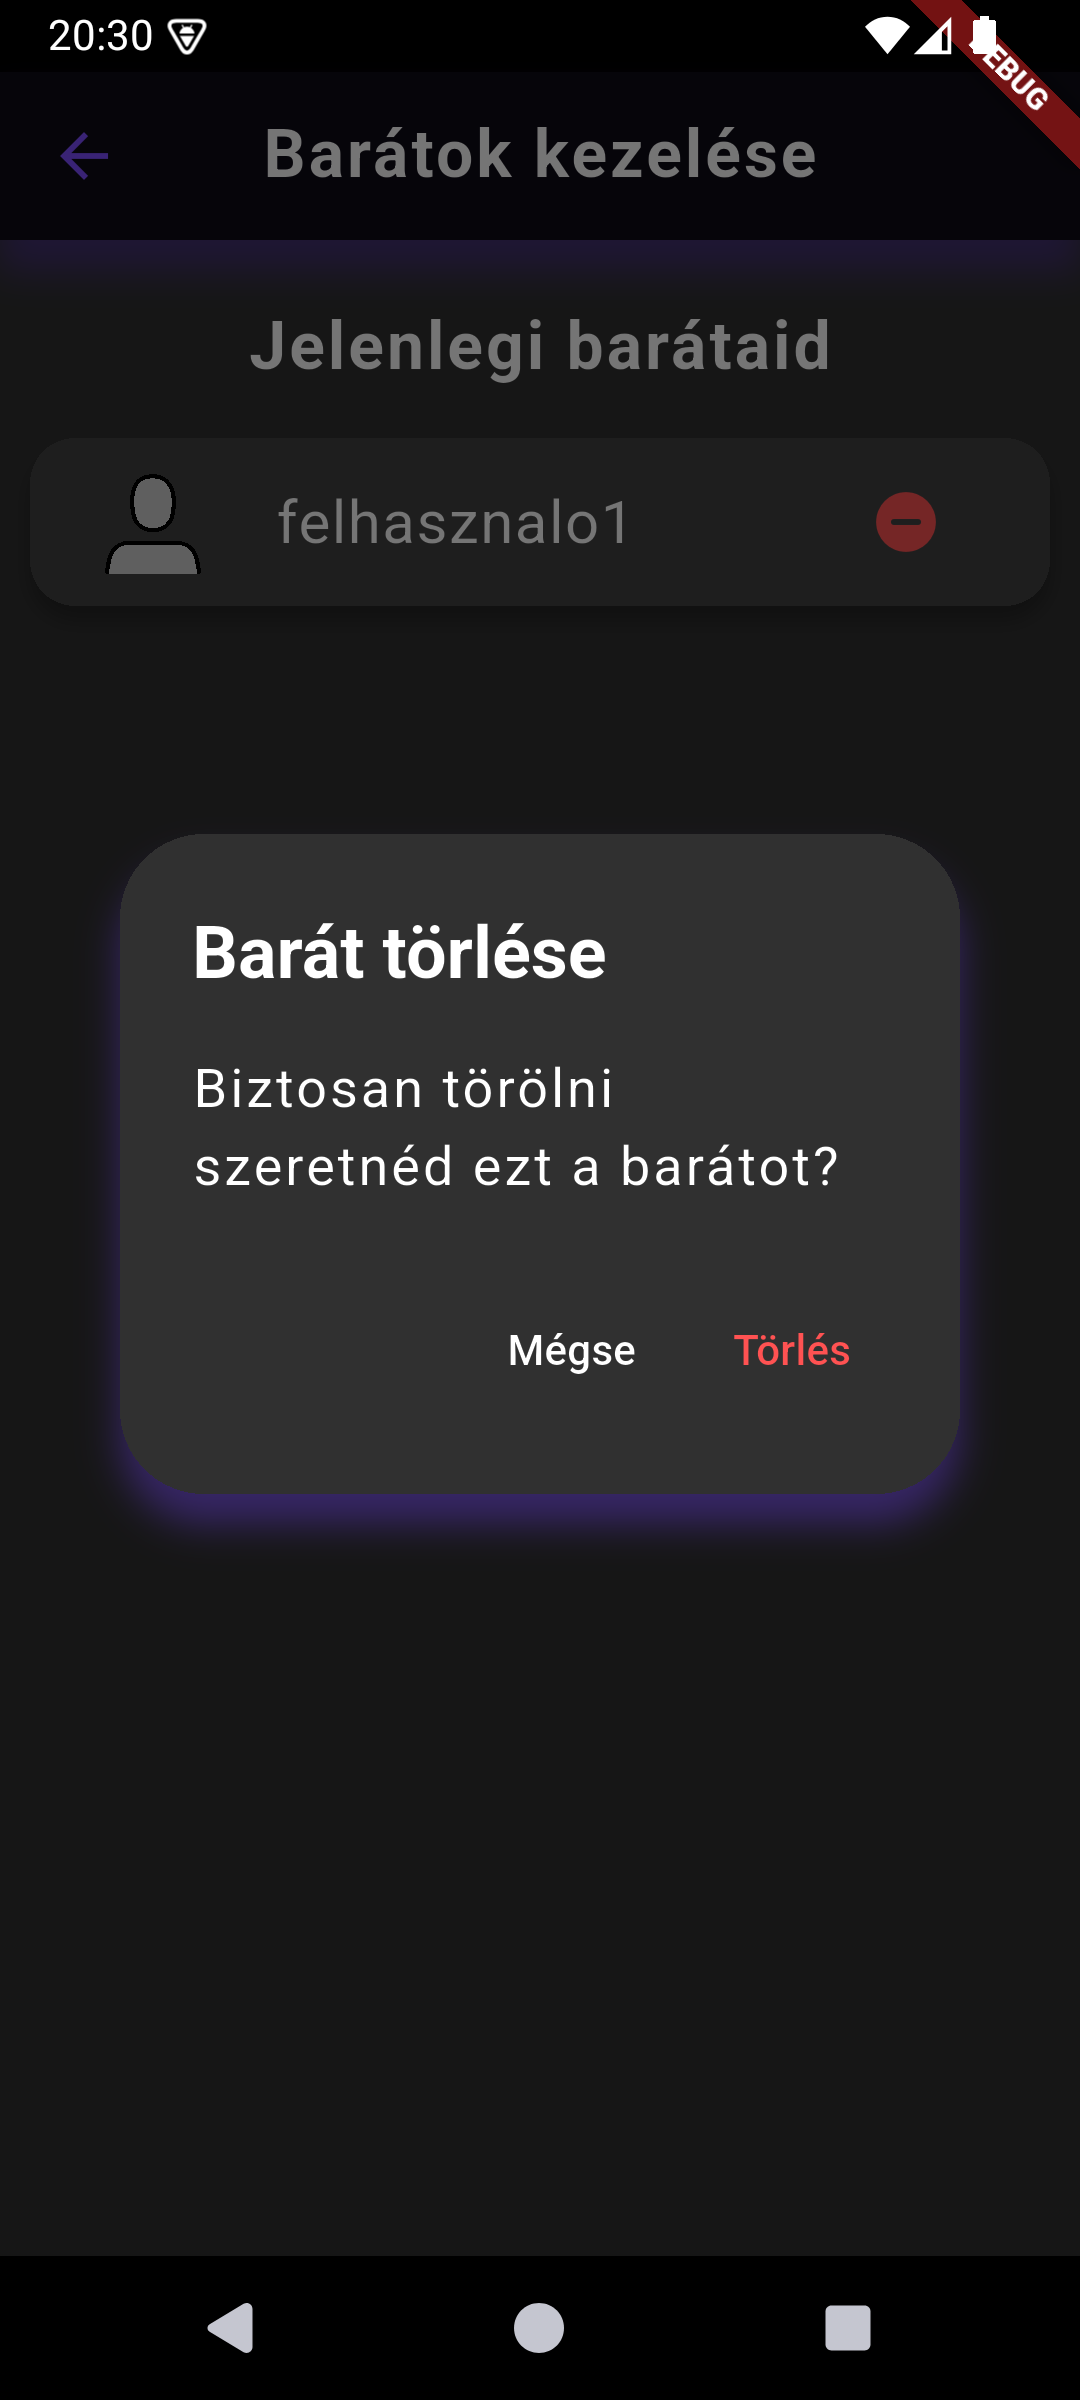 20:30
EBUG
Barátok kezelése
Jelenlegi barátaid
felhasznalo1
Barát törlése
Biztosan törölni
szeretnéd ezt a barátot?
Mégse
Törlés